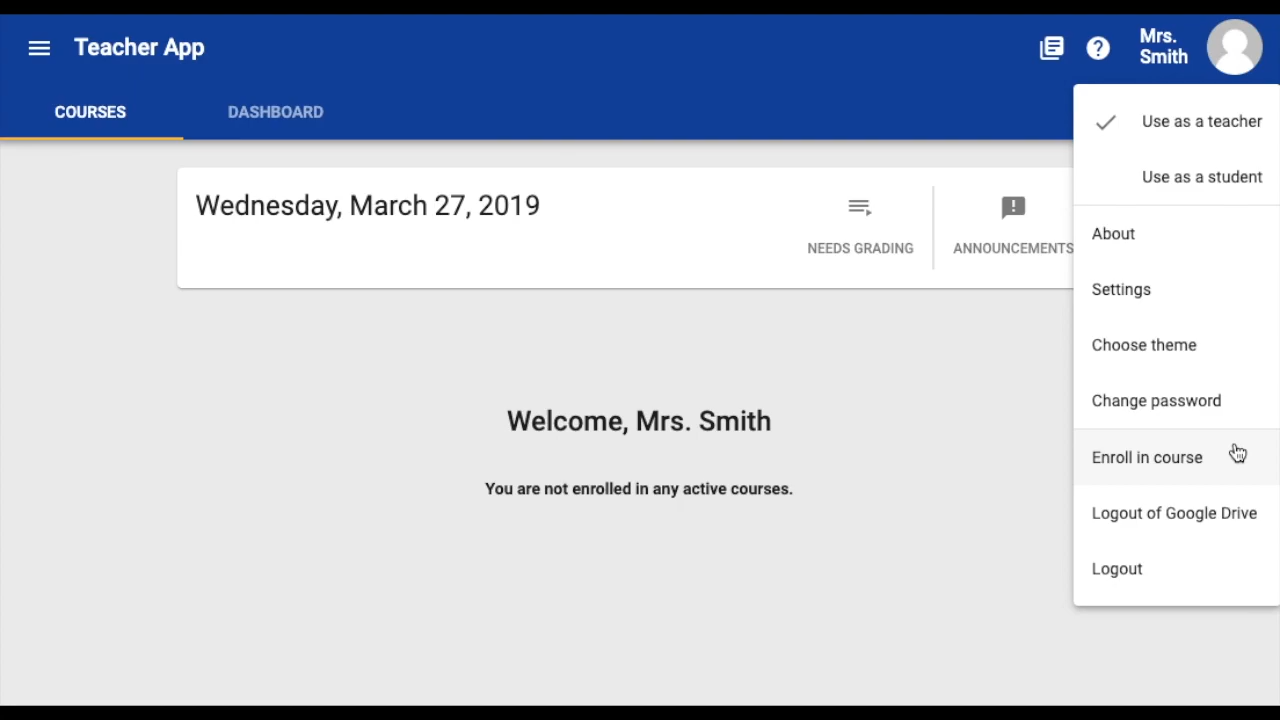 Teacher App
Mrs.
Smith
COURSES
DASHBOARD
Use as a teacher
Use as a student
Wednesday, March 27, 2019
NEEDS GRADING
ANNOUNCEMENTS
About
Settings
Choose theme
Change password
Enroll in course
Logout of Google Drive
Logout
Welcome, Mrs. Smith
You are not enrolled in any active courses.